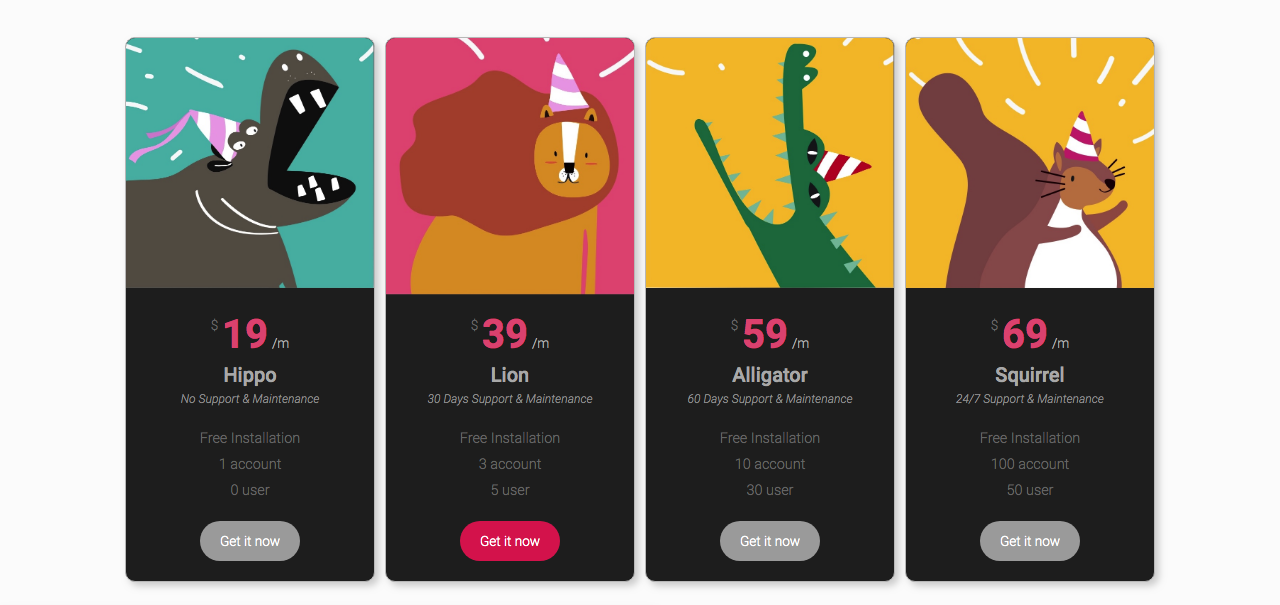 $ 19 /m
Hippo
No Support & Maintenance
Free Installation
1 account
0 user
Get it now
$ 39 /m
Lion
30 Days Support & Maintenance
Free Installation
3 account
5 user
Get it now
$ 59 /m
Alligator
60 Days Support & Maintenance
Free Installation
10 account
30 user
Get it now
$ 69 /m
Squirrel
24/7 Support & Maintenance
Free Installation
100 account
50 user
Get it now